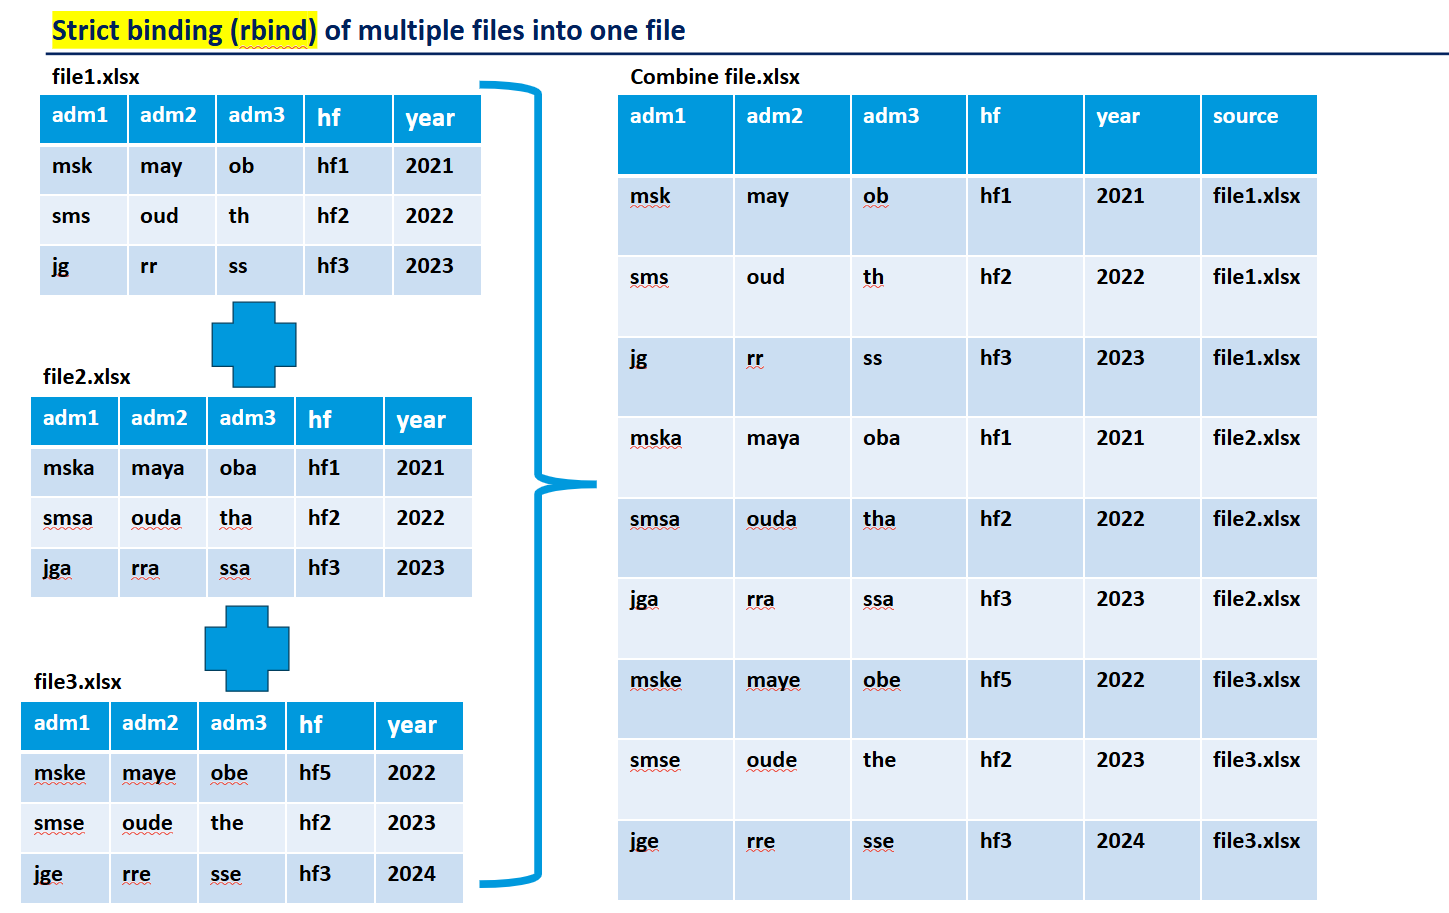 Strict binding (rbind) of multiple files into one file
file1.xlsx
adm1 adm2 adm3 hf year
msk may ob hf1 2021
sms oud th hf2 2022
jg rr ss hf3 2023
file2.xlsx
adm1 adm2 adm3 hf year
mska maya oba hf1 2021
smsa ouda tha hf2 2022
jga rra ssa hf3 2023
file3.xlsx
adm1 adm2 adm3 hf year
mske maye obe hf5 2022
smse oude the hf2 2023
jge rre sse hf3 2024
Combine file.xlsx
adm1 adm2 adm3 hf year source
msk may ob hf1 2021 file1.xlsx
sms oud th hf2 2022 file1.xlsx
jg rr ss hf3 2023 file1.xlsx
mska maya oba hf1 2021 file2.xlsx
smsa ouda tha hf2 2022 file2.xlsx
jga rra ssa hf3 2023 file2.xlsx
mske maye obe hf5 2022 file3.xlsx
smse oude the hf2 2023 file3.xlsx
jge rre sse hf3 2024 file3.xlsx